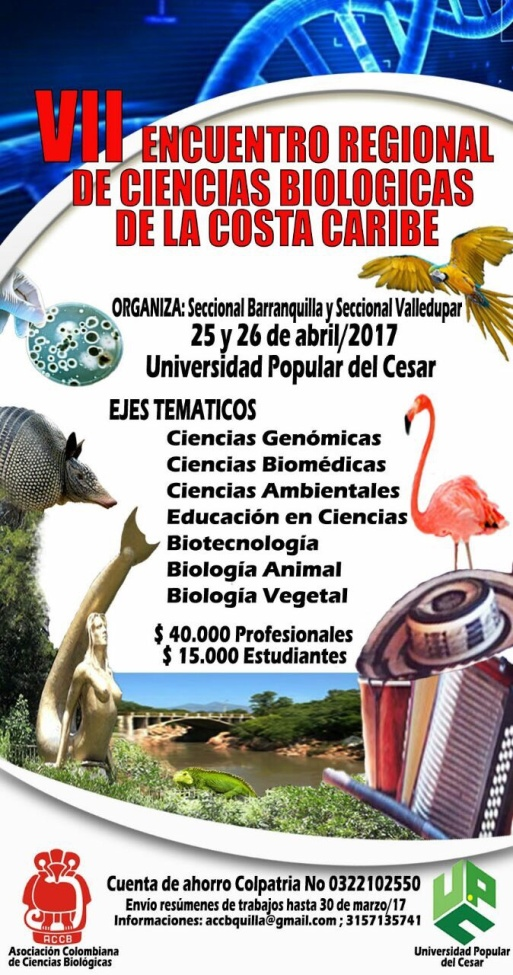 VII ENCUENTRO REGIONAL
DE CIENCIAS BIOLOGICAS
DE LA COSTA CARIBE
ORGANIZA: Seccional Barranquilla y Seccional Valledupar
25 y 26 de abril/2017
Universidad Popular del Cesar
EJES TEMATICOS
Ciencias Genómicas
Ciencias Biomédicas
Ciencias Ambientales
Educación en Ciencias
Biotecnología
Biología Animal
Biología Vegetal
$ 40.000 Profesionales
$ 15.000 Estudiantes
Cuenta de ahorro Colpatria No 0322102550
Envío resúmenes de trabajos hasta 30 de marzo/17
Informaciones: accbquilla@gmail.com ; 3157135741
ACCB
Asociación Colombiana
de Ciencias Biológicas
UPC
Universidad Popular
del Cesar